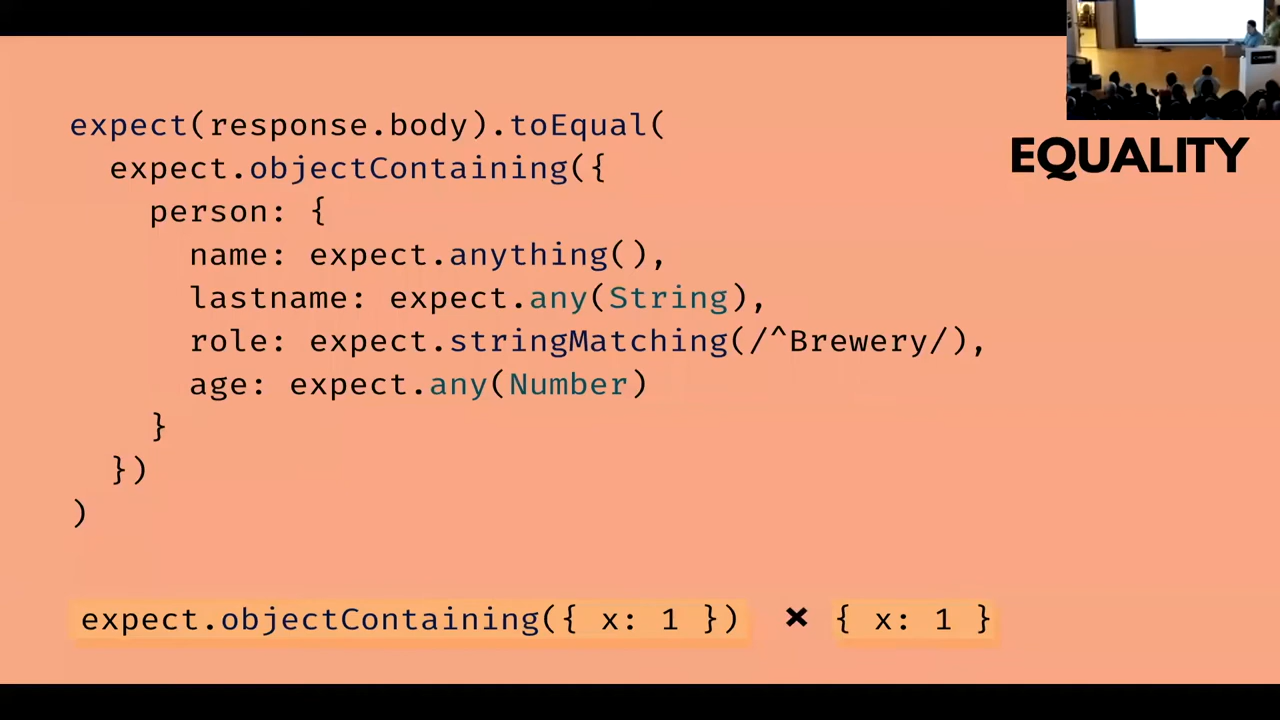 expect(response.body).toEqual(
  expect.objectContaining({
    person: {
      name: expect.anything(),
      lastname: expect.any(String),
      role: expect.stringMatching(/^Brewery/),
      age: expect.any(Number)
    }
  })
)
EQUALITY
expect.objectContaining({ x: 1 }) × { x: 1 }